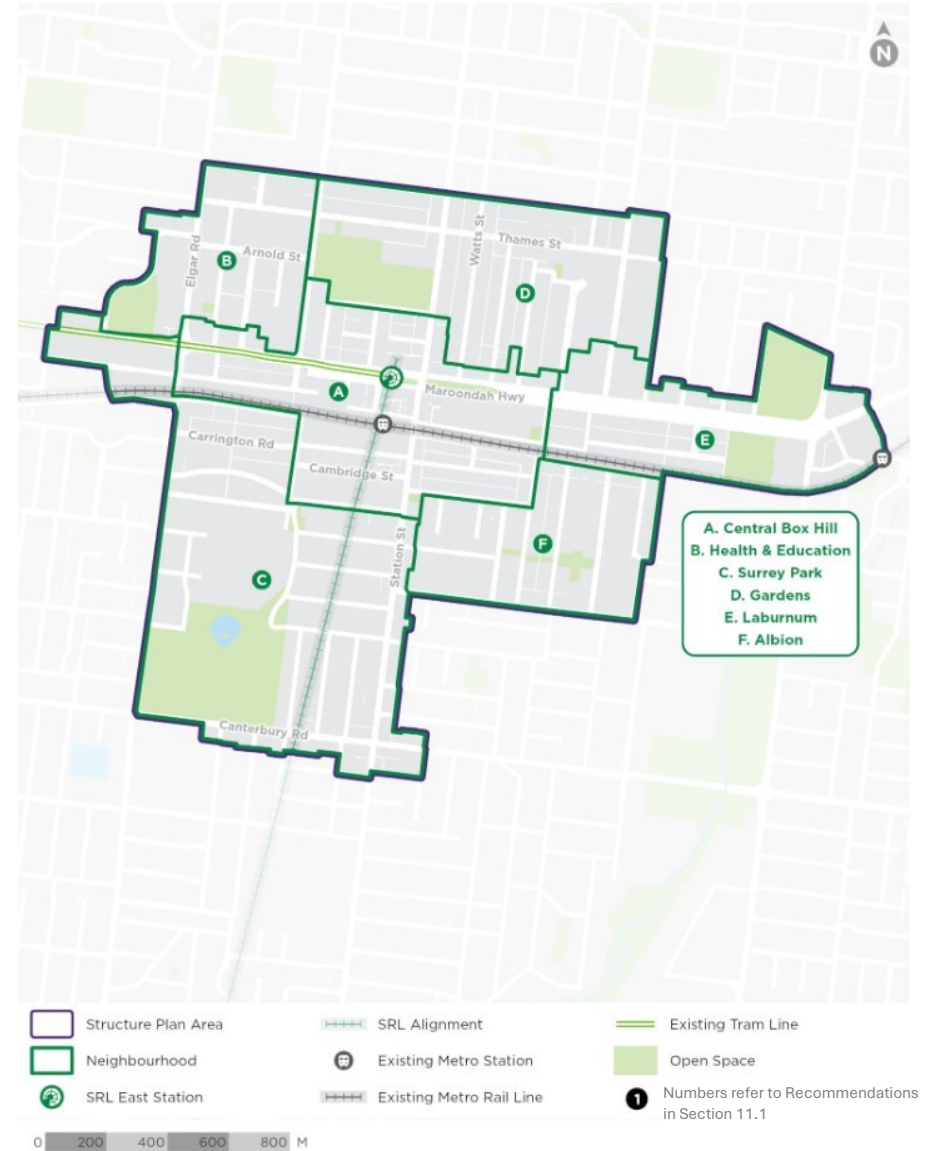 N
Watts St
Thames St
Elgar Rd
Arnold St
B
D
A
Maroondah Hwy
Carrington Rd
E
Cambridge St
Station St
F
C
A. Central Box Hill
B. Health & Education
C. Surrey Park
D. Gardens
E. Laburnum
F. Albion
Canterbury Rd
Structure Plan Area
SRL Alignment
Existing Tram Line
Neighbourhood
Existing Metro Station
Open Space
SRL East Station
Existing Metro Rail Line
1
Numbers refer to Recommendations
in Section 11.1
0 200 400 600 800 M